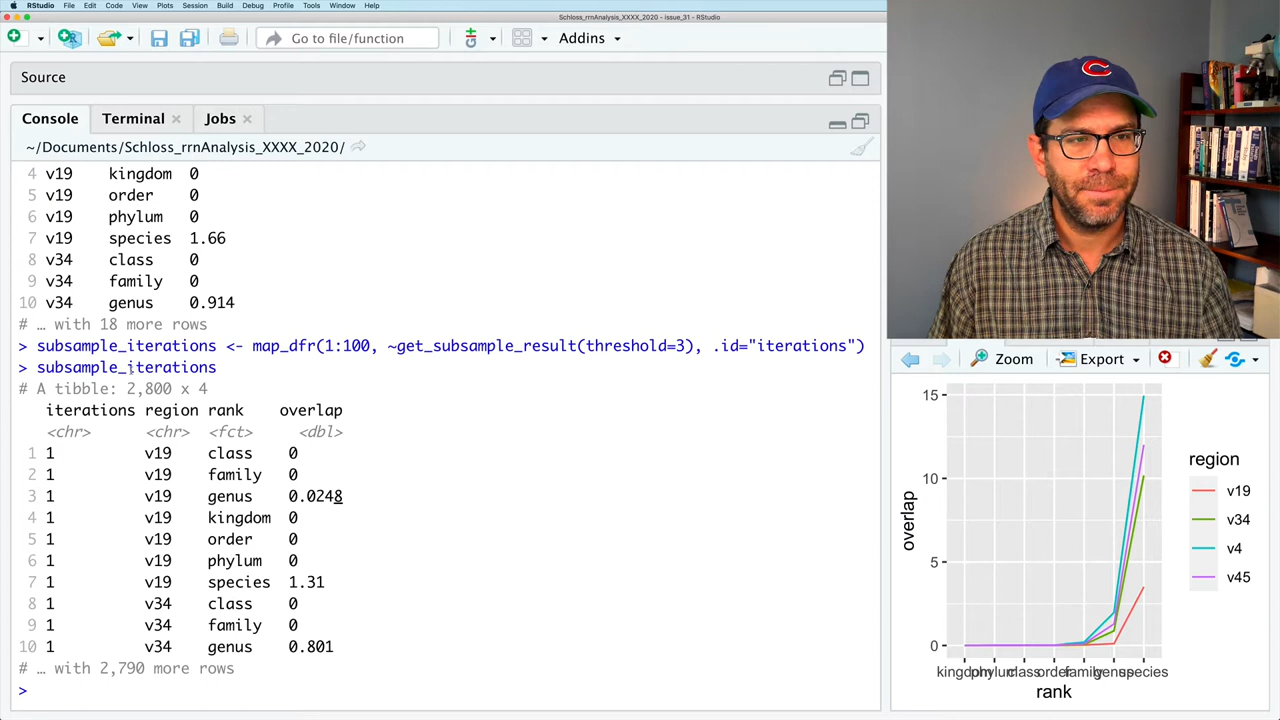 RStudio File Edit Code View Plots Session Build Debug Profile Tools Window Help
Schloss_rrnAnalysis_XXXX_2020 - issue_31 - RStudio
Go to file/function Addins
Source
Console Terminal Jobs
~/Documents/Schloss_rrnAnalysis_XXXX_2020/
4 v19 kingdom 0
5 v19 order 0
6 v19 phylum 0
7 v19 species 1.66
8 v34 class 0
9 v34 family 0
10 v34 genus 0.914
# … with 18 more rows
> subsample_iterations <- map_dfr(1:100, ~get_subsample_result(threshold=3), .id="iterations")
> subsample_iterations
# A tibble: 2,800 x 4
iterations region rank overlap
<chr> <chr> <fct> <dbl>
1 1 v19 class 0
2 1 v19 family 0
3 1 v19 genus 0.0248
4 1 v19 kingdom 0
5 1 v19 order 0
6 1 v19 phylum 0
7 1 v19 species 1.31
8 1 v34 class 0
9 1 v34 family 0
10 1 v34 genus 0.801
# … with 2,790 more rows
>
C
Zoom Export
15
10
5
0
overlap
kingdom phylum class order family genus species
rank
region
v19
v34
v4
v45